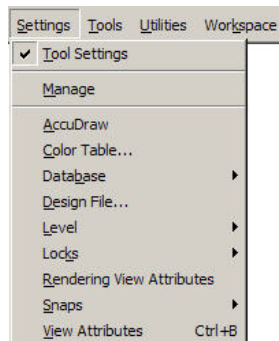 Settings Tools Utilities Workspace
Tool Settings
Manage
AccuDraw
Color Table...
Database
Design File...
Level
Locks
Rendering View Attributes
Snaps
View Attributes Ctrl+B